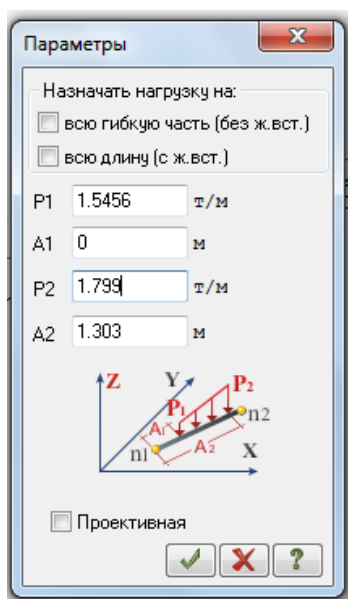 Параметры
Назначать нагрузку на:
всю гибкую часть (без ж.вст.)
всю длину (с ж.вст.)
P1 1.5456 т/м
A1 0 м
P2 1.799 т/м
A2 1.303 м
Z Y P2
P1 n2
A1 A2 X
n1
Проективная
?